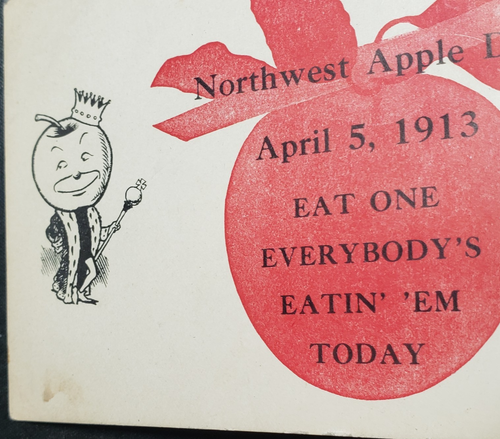 Northwest Apple D
April 5, 1913
EAT ONE
EVERYBODY'S
EATIN' 'EM
TODAY